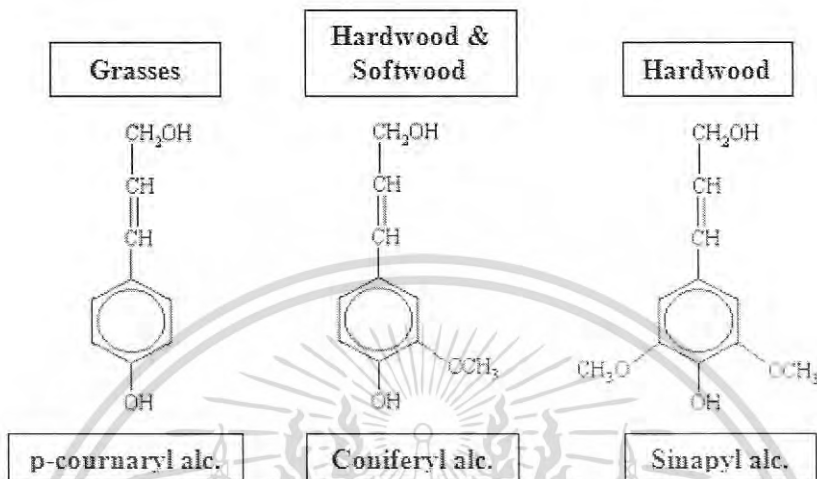 Grasses
Hardwood &
Softwood
Hardwood
CH₂OH
CH
CH
OH
p-cournaryl alc.
CH₂OH
CH
CH
OCH₃
OH
Coniferyl alc.
CH₂OH
CH
CH
CH₃O
OCH₃
OH
Sinapyl alc.